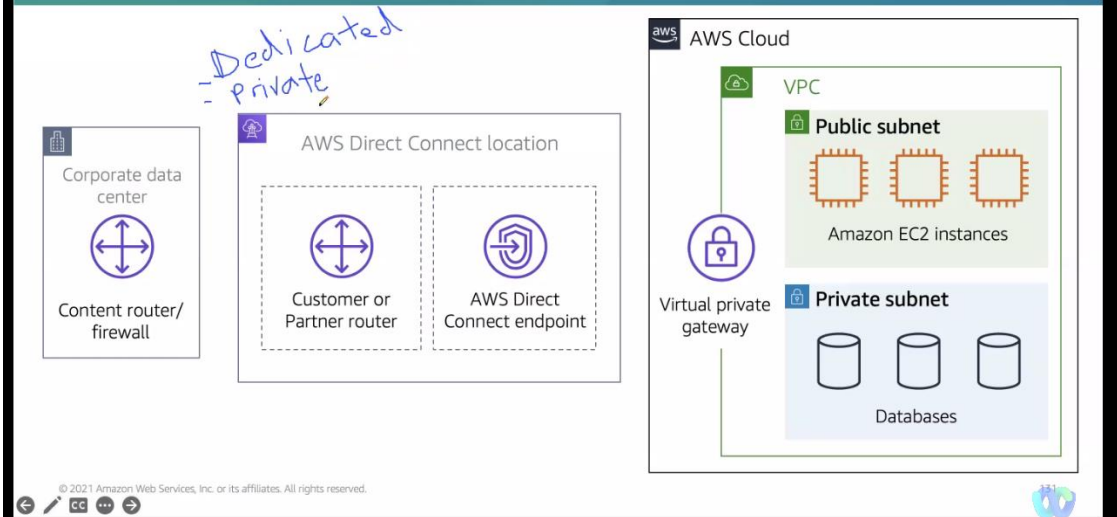 - Dedicated
- Private
aws
AWS Cloud
VPC
Public subnet
Amazon EC2 instances
Private subnet
Databases
Virtual private
gateway
AWS Direct Connect location
Customer or
Partner router
AWS Direct
Connect endpoint
Corporate data
center
Content router/
firewall
© 2021 Amazon Web Services, Inc. or its affiliates. All rights reserved.
CC
131